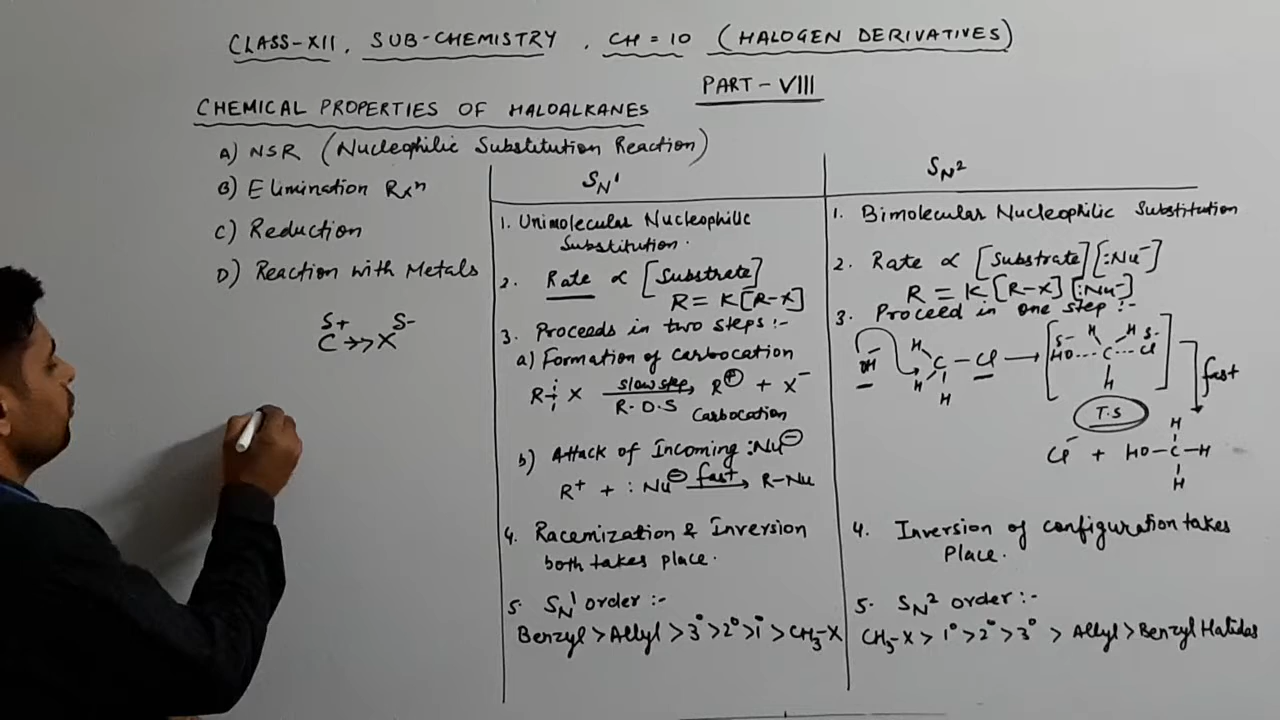 CLASS-XII, SUB-CHEMISTRY, CH=10 (HALOGEN DERIVATIVES)
PART-VIII
CHEMICAL PROPERTIES OF HALOALKANES
A) NSR (Nucleophilic Substitution Reaction)
B) Elimination Rxⁿ
C) Reduction
D) Reaction with Metals
S+ S-
C →> X
SN¹
1. Unimolecular Nucleophilic
Substitution.
2. Rate ∝ [Substrate]
R = K[R-X]
3. Proceeds in two steps:-
a) Formation of Carbocation
R-X slow step R⊕ + X⁻
R.D.S Carbocation
b) Attack of Incoming :Nu⊖
R⁺ + :Nu⊖ fast R-Nu
4. Racemization & Inversion
both takes place.
5. SN¹ order:-
Benzyl > Allyl > 3° > 2° > 1° > CH₃-X
SN²
1. Bimolecular Nucleophilic Substitution
2. Rate ∝ [Substrate][:Nu⁻]
R = K[R-X][:Nu⁻]
3. Proceed in one step:-
H H H S-
S-
OH⁻ H C - Cl → [HO---C---Cl] fast
H H
T.S
H
Cl⁻ + HO-C-H
H
4. Inversion of configuration takes
Place.
5. SN² order:-
CH₃-X > 1° > 2° > 3° > Allyl > Benzyl Halides